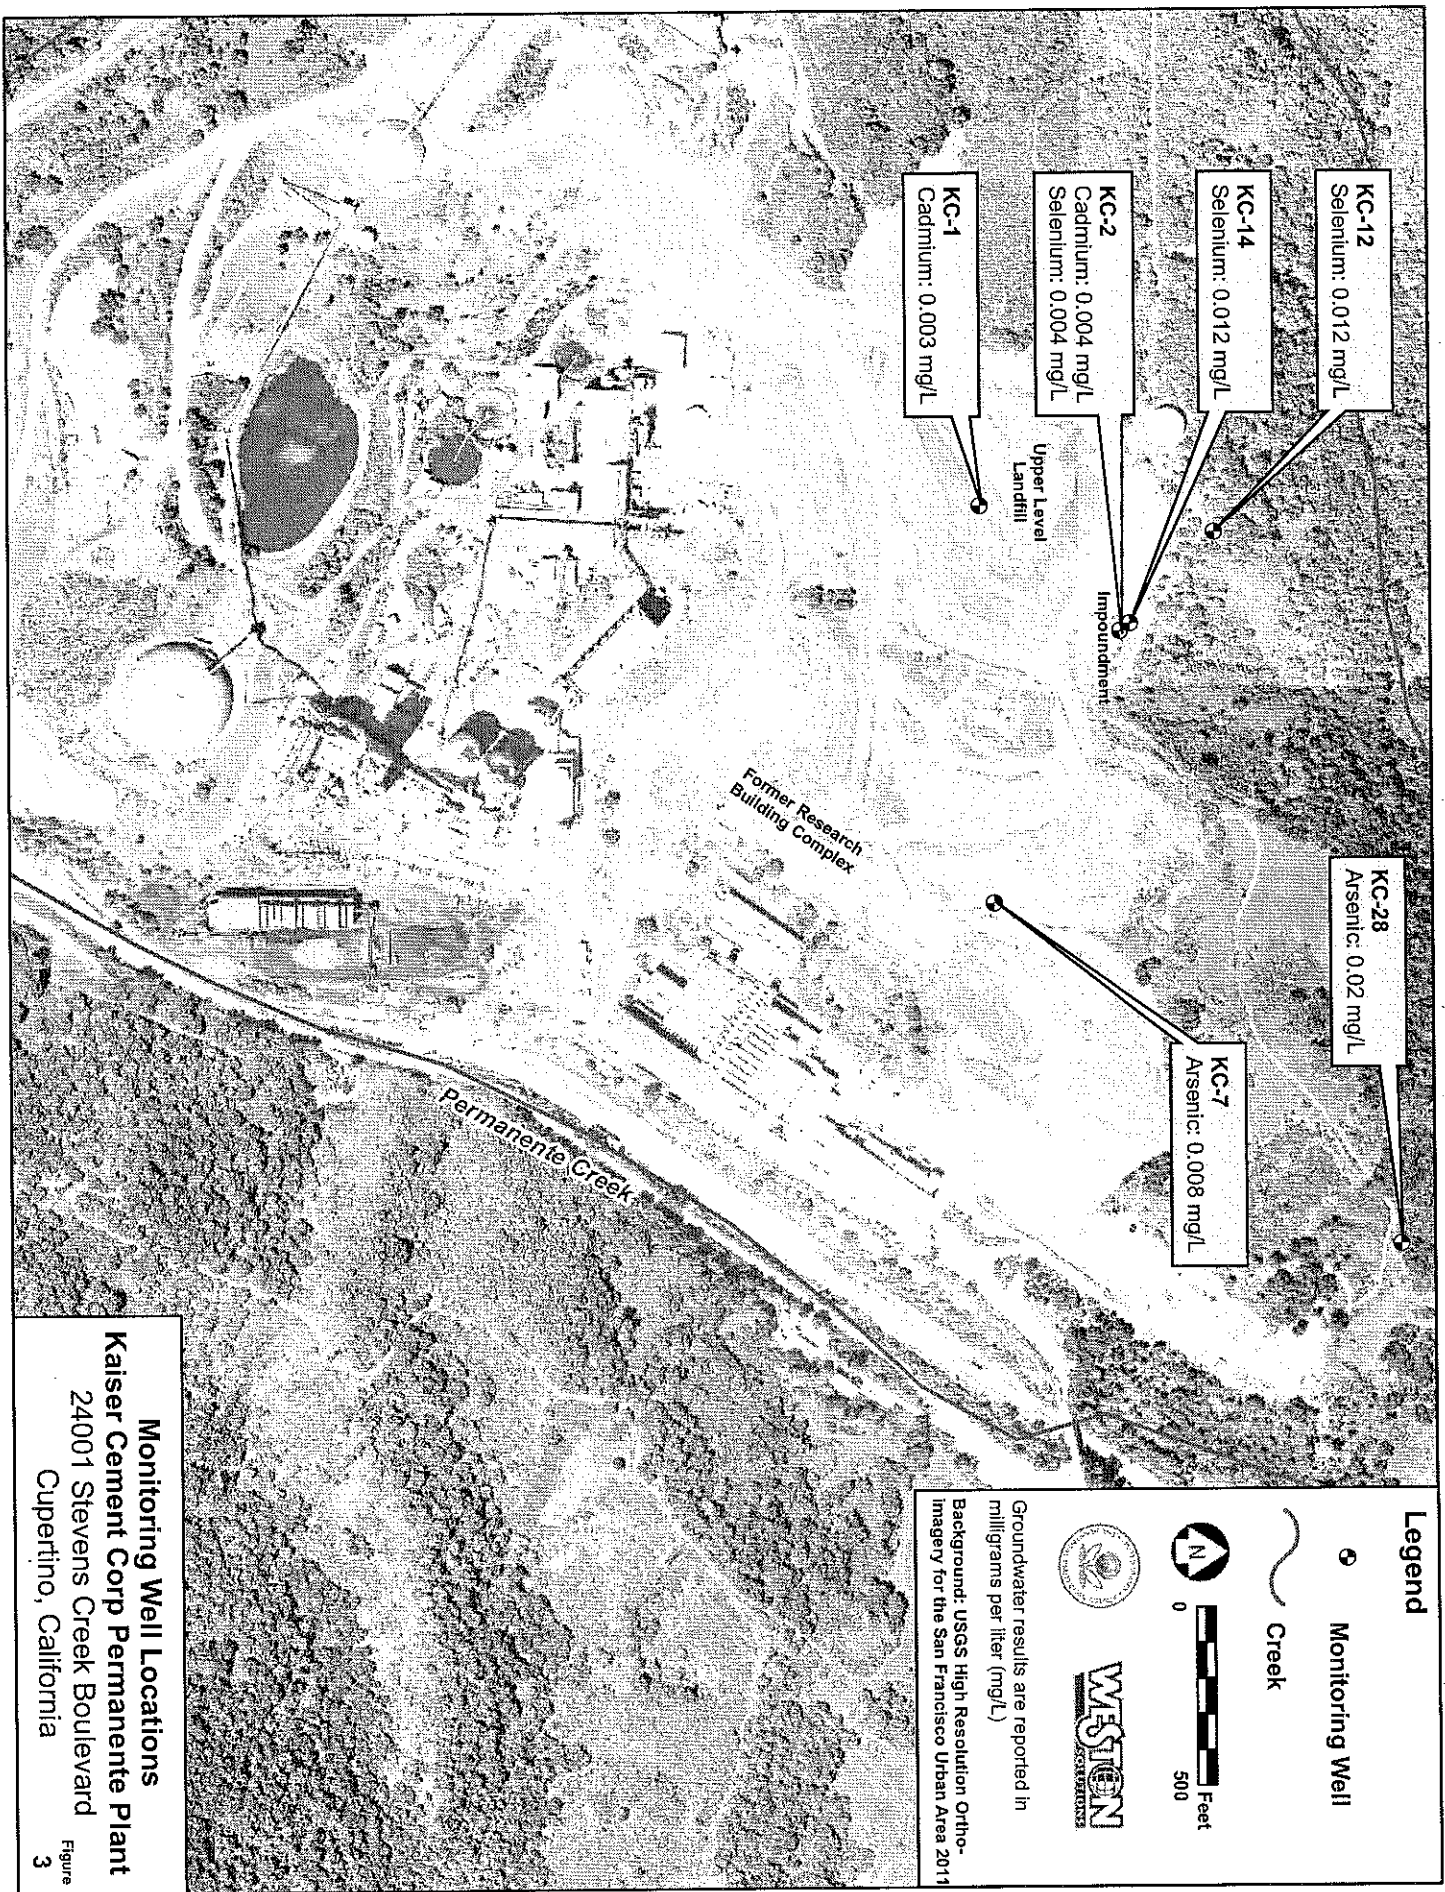 KC-12
Selenium: 0.012 mg/L
KC-14
Selenium: 0.012 mg/L
KC-2
Cadmium: 0.004 mg/L
Selenium: 0.004 mg/L
KC-1
Cadmium: 0.003 mg/L
Upper Level
Landfill
Impoundment
KC-28
Arsenic: 0.02 mg/L
KC-7
Arsenic: 0.008 mg/L
Former Research
Building Complex
Permanente Creek
Legend
Monitoring Well
Creek
N
0
500
Feet
WESTON
SOLUTIONS
Groundwater results are reported in
milligrams per liter (mg/L)
Background: USGS High Resolution Ortho-
imagery for the San Francisco Urban Area 2011
Monitoring Well Locations
Kaiser Cement Corp Permanente Plant
24001 Stevens Creek Boulevard
Cupertino, California
Figure
3